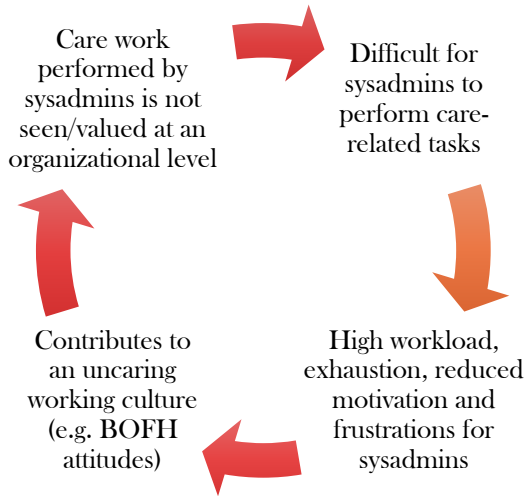 Care work
performed by
sysadmins is not
seen/valued at an
organizational level
Difficult for
sysadmins to
perform care-
related tasks
High workload,
exhaustion, reduced
motivation and
frustrations for
sysadmins
Contributes to
an uncaring
working culture
(e.g. BOFH
attitudes)